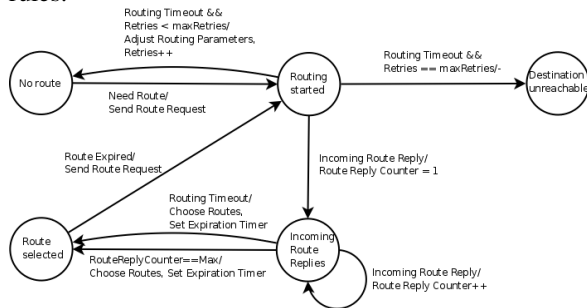 rules.
Routing Timeout &&
Retries < maxRetries/
Adjust Routing Parameters,
Retries++
No route
Need Route/
Send Route Request
Routing
started
Routing Timeout &&
Retries == maxRetries/-
Destination
unreachable
Route Expired/
Send Route Request
Incoming Route Reply/
Route Reply Counter = 1
Routing Timeout/
Choose Routes,
Set Expiration Timer
Route
selected
RouteReplyCounter==Max/
Choose Routes, Set Expiration Timer
Incoming
Route
Replies
Incoming Route Reply/
Route Reply Counter++